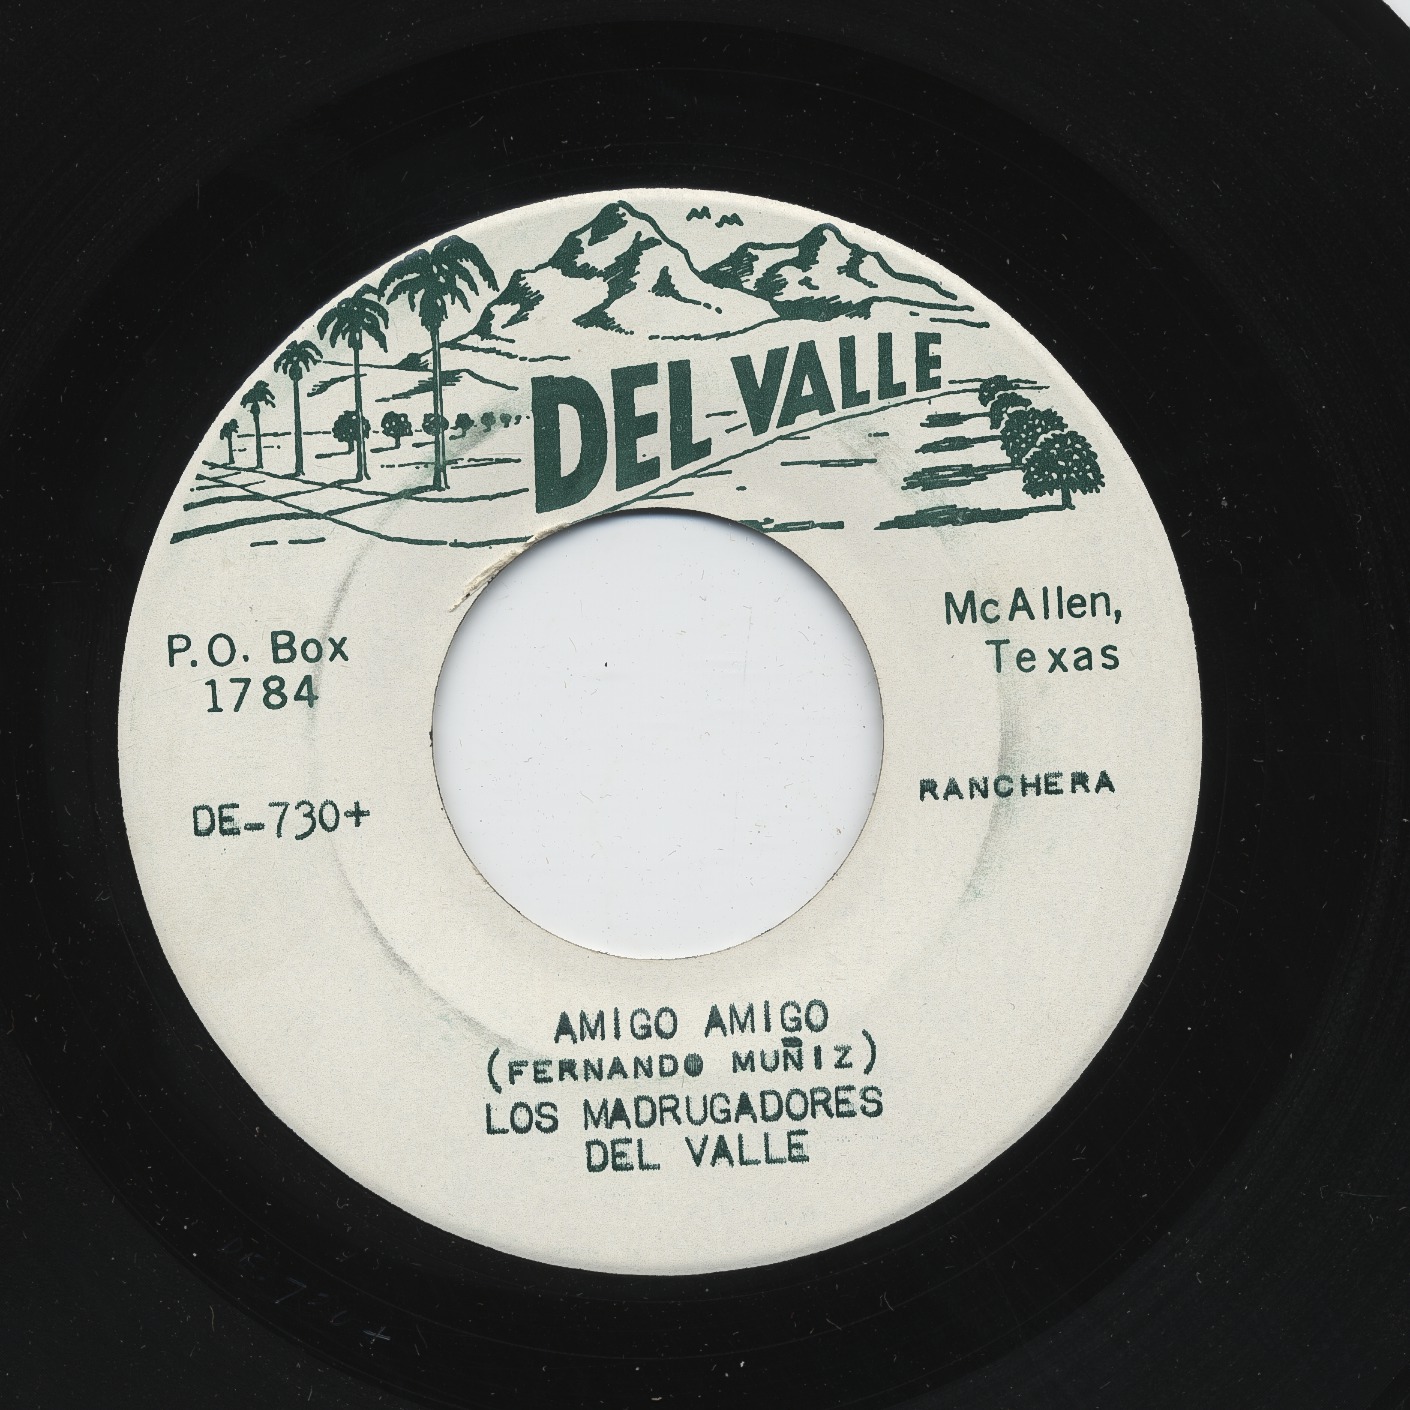 DEL VALLE
P.O. Box
1784
McAllen,
Texas
DE-730+
RANCHERA
AMIGO AMIGO
(FERNANDO MUÑIZ)
LOS MADRUGADORES
DEL VALLE